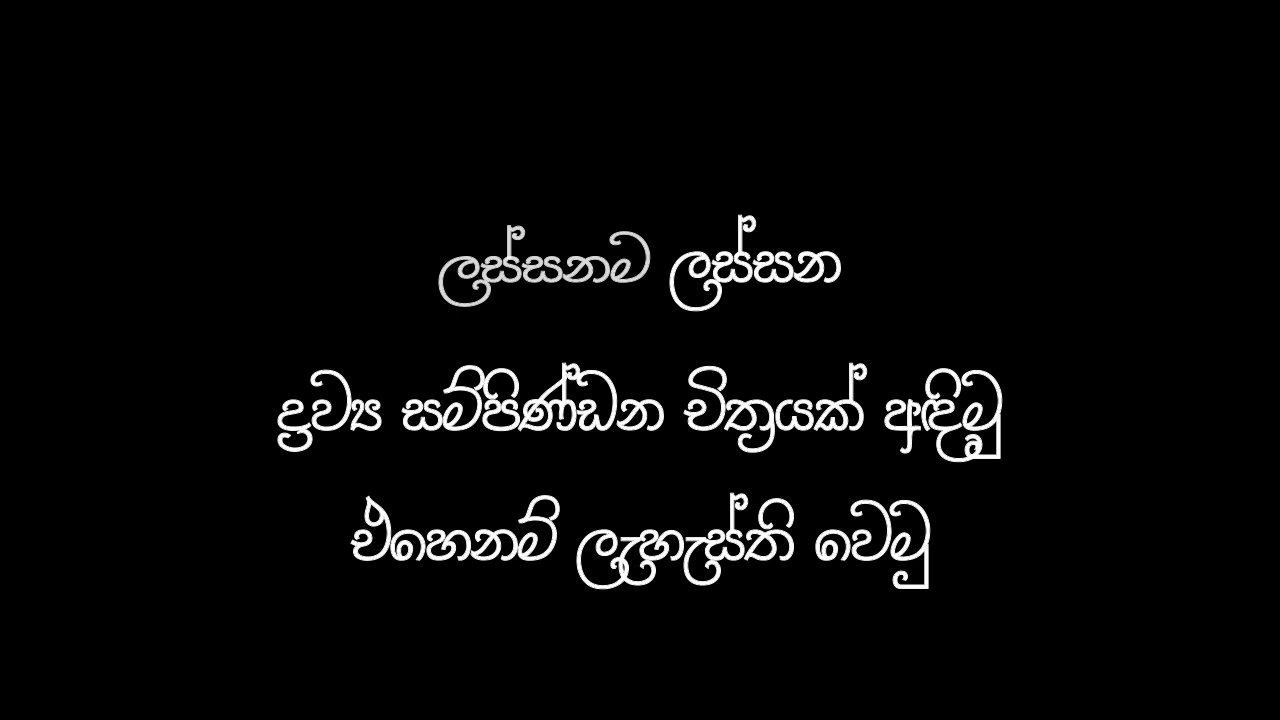 ලස්සනම ලස්සන
ද්‍රව්‍ය සම්පිණ්ඩන චිත්‍රයක් අඳිමු
එහෙනම් ලැහැස්ති වෙමු